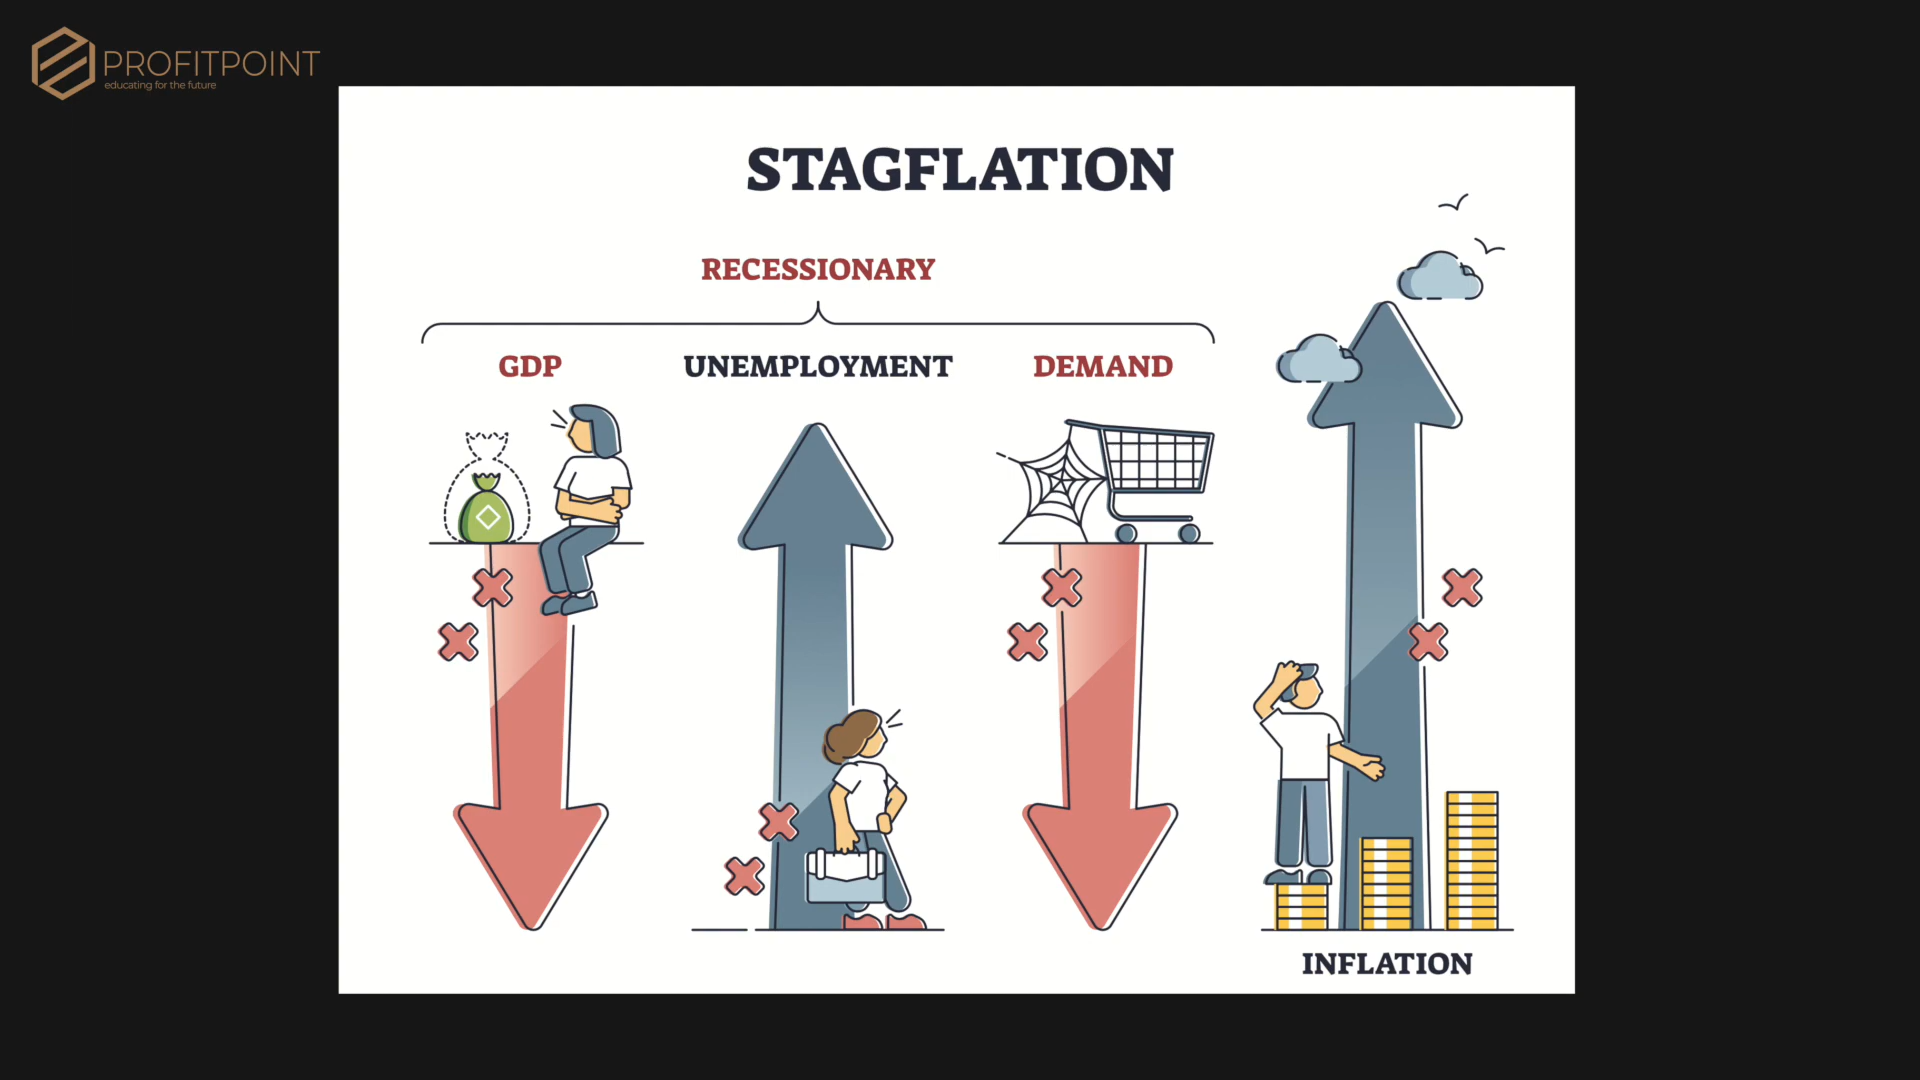 PROFITPOINT
educating for the future
STAGFLATION
RECESSIONARY
GDP
UNEMPLOYMENT
DEMAND
INFLATION